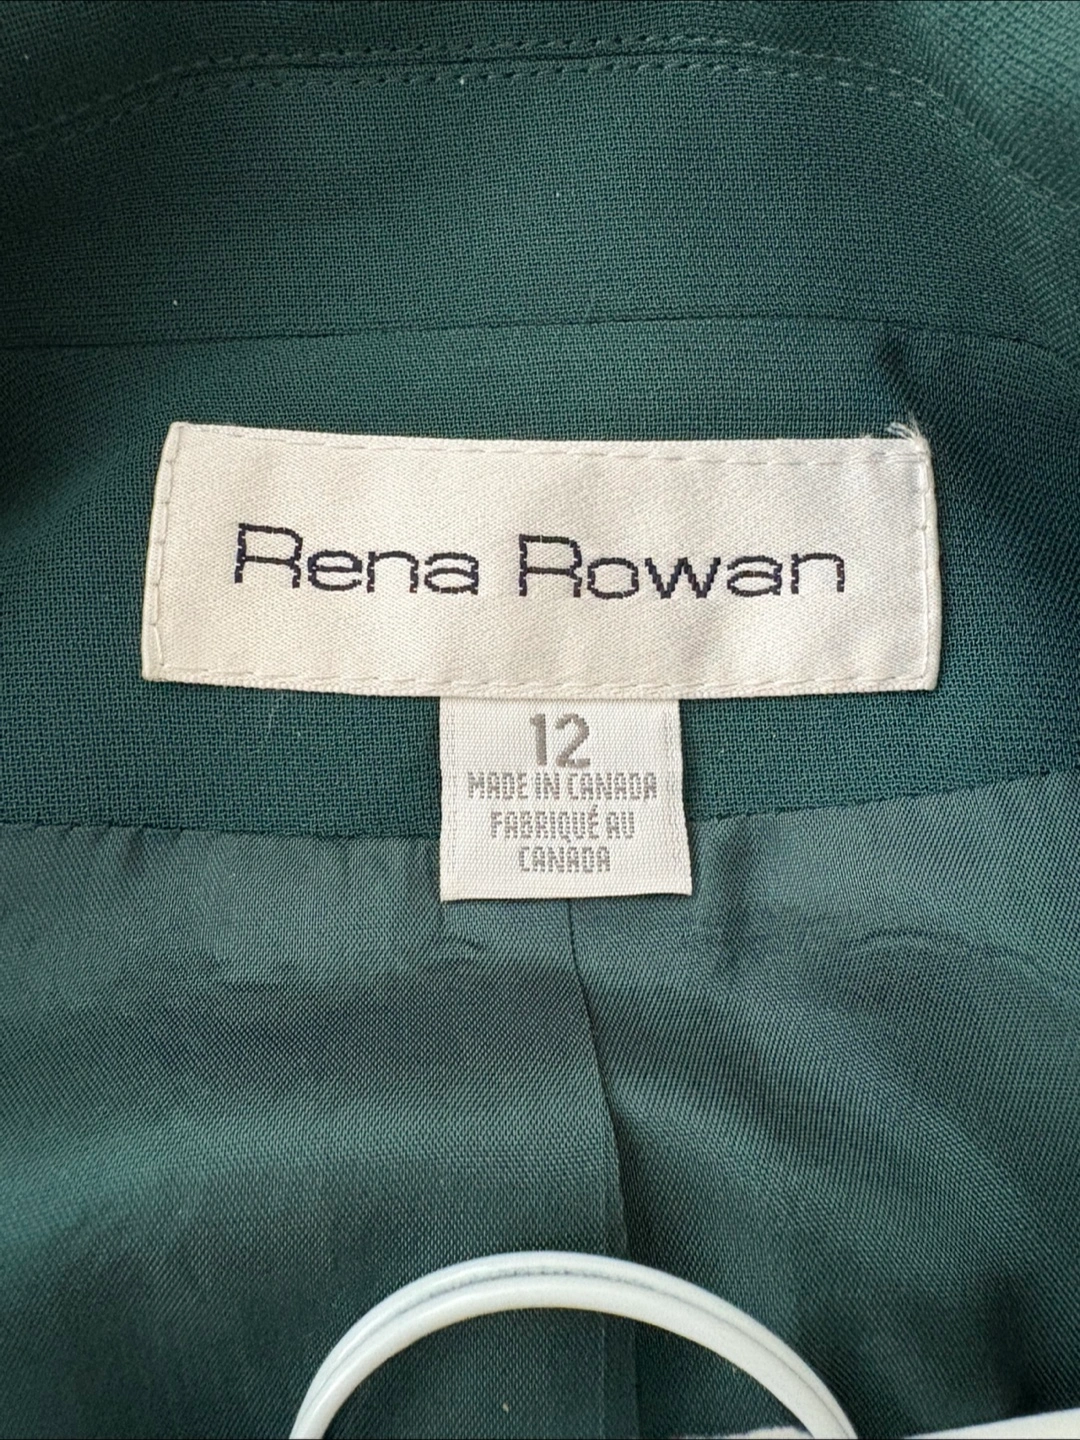 Rena Rowan
12
MADE IN CANADA
FABRIQUÉ AU
CANADA